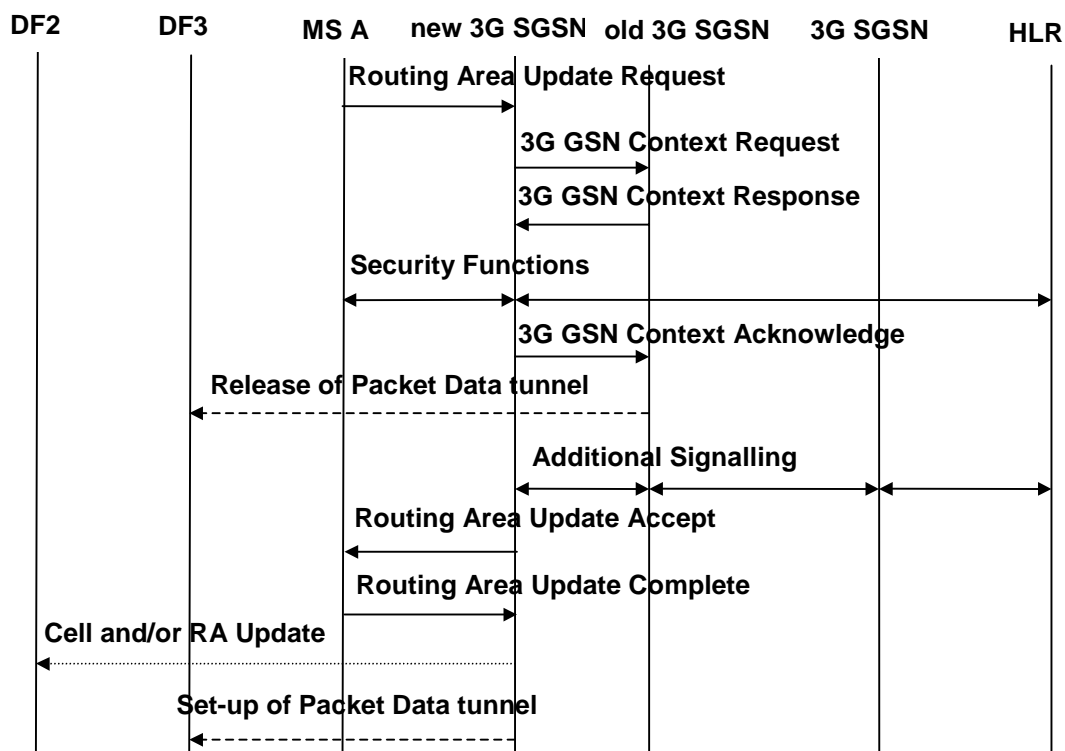 DF2
DF3
MS A
new 3G SGSN
old 3G SGSN
3G SGSN
HLR
Routing Area Update Request
3G GSN Context Request
3G GSN Context Response
Security Functions
3G GSN Context Acknowledge
Release of Packet Data tunnel
Additional Signalling
Routing Area Update Accept
Routing Area Update Complete
Cell and/or RA Update
Set-up of Packet Data tunnel